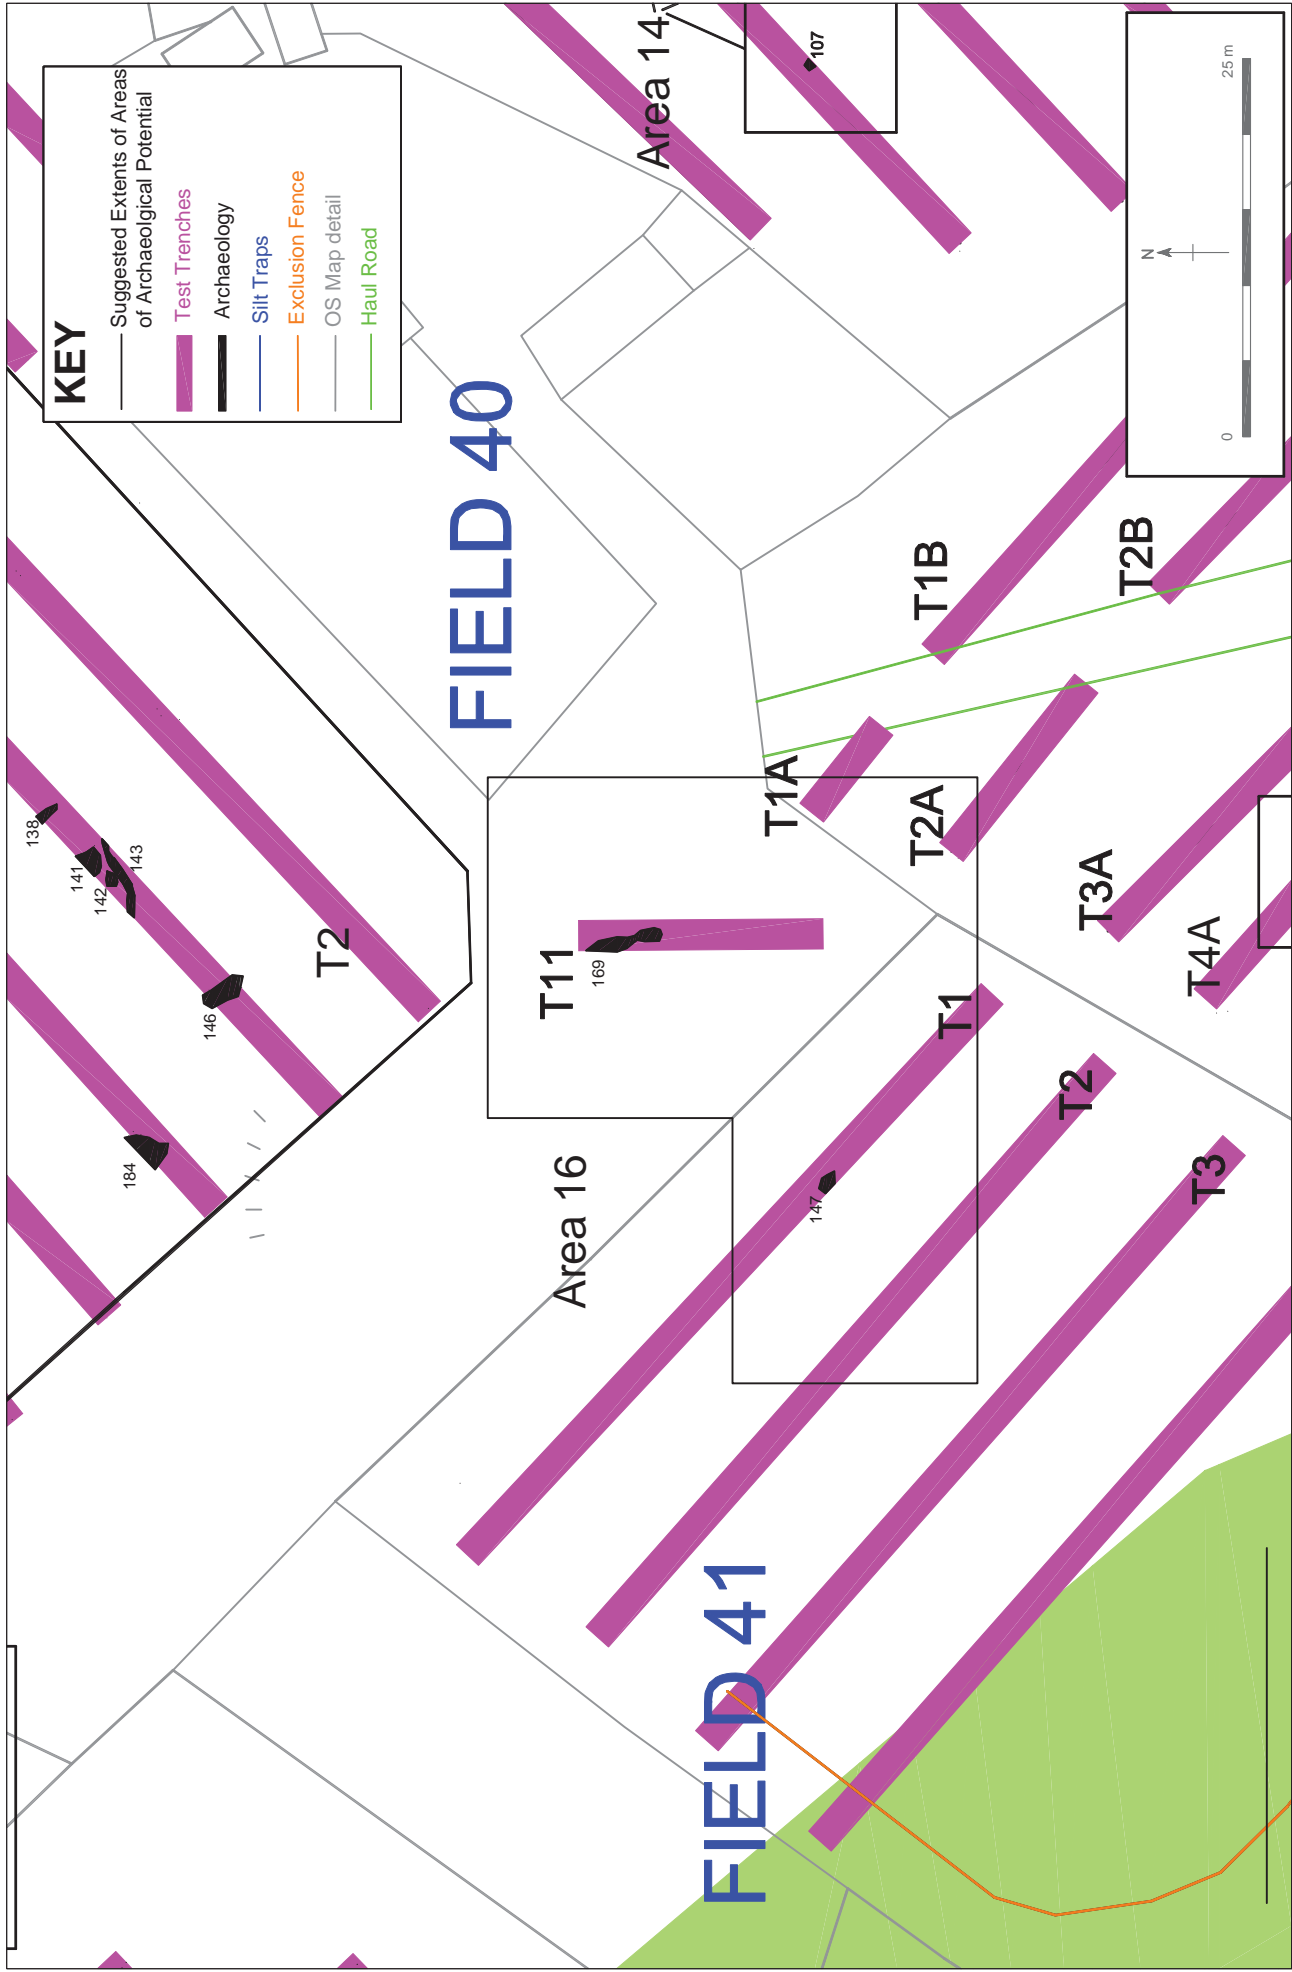 KEY
Suggested Extents of Areas
of Archaeolgical Potential
Test Trenches
Archaeology
Silt Traps
Exclusion Fence
OS Map detail
Haul Road
138
141
142
143
146
184
T2
FIELD 40
Area 14
107
T11
169
Area 16
T1A
T1B
T2A
T2B
T3A
T4A
T1
147
T2
T3
FIELD 41
N
0
25 m